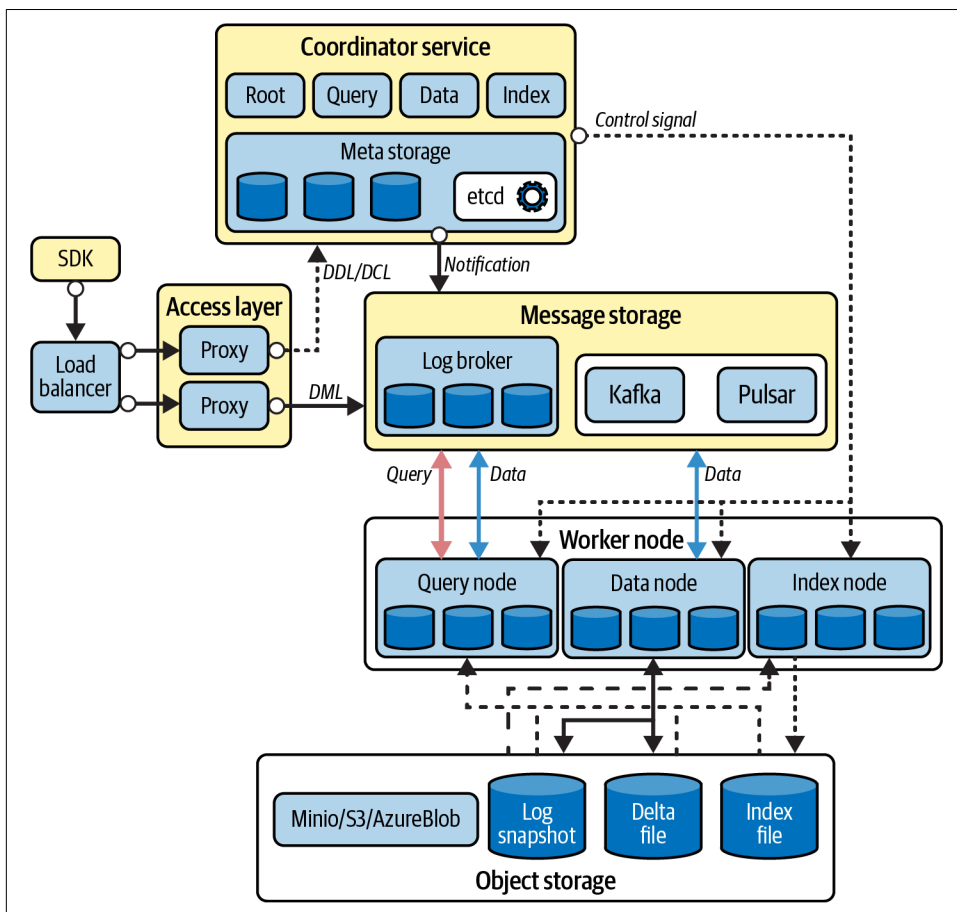 Coordinator service
Root
Query
Data
Index
Control signal
Meta storage
etcd
SDK
DDL/DCL
Notification
Access layer
Message storage
Load
balancer
Proxy
Log broker
Kafka
Pulsar
Proxy
DML
Query
Data
Data
Worker node
Query node
Data node
Index node
Minio/S3/AzureBlob
Log
snapshot
Delta
file
Index
file
Object storage